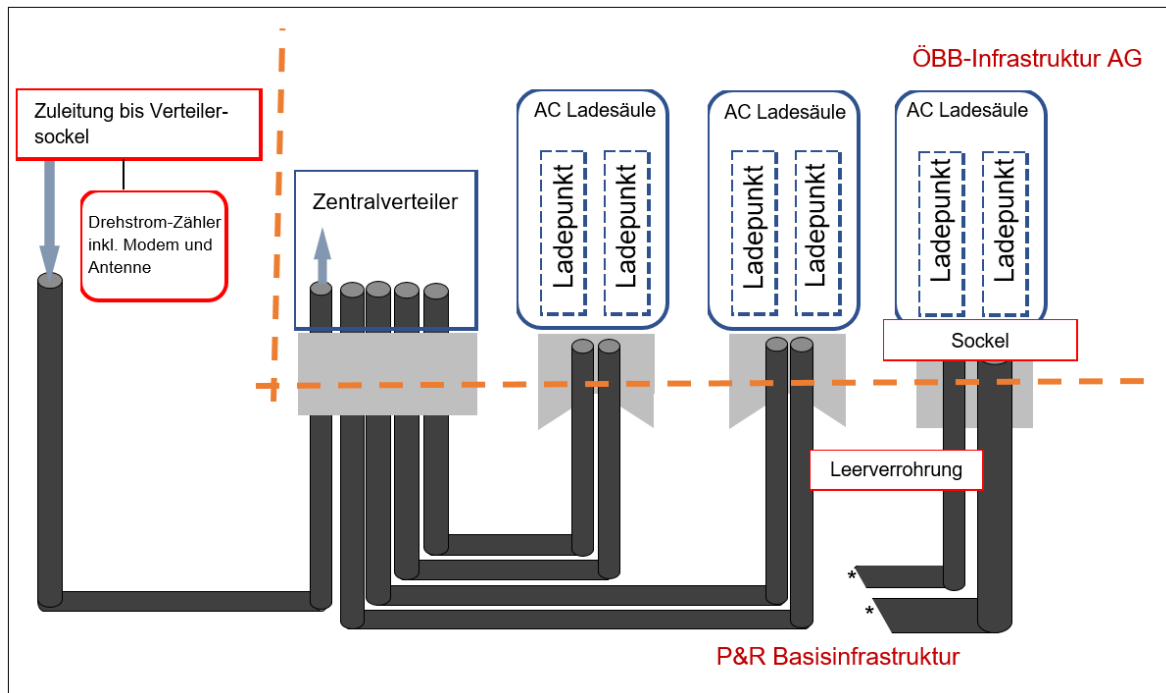 ÖBB-Infrastruktur AG
Zuleitung bis Verteiler-
sockel
Drehstrom-Zähler
inkl. Modem und
Antenne
Zentralverteiler
AC Ladesäule
Ladepunkt
Ladepunkt
AC Ladesäule
Ladepunkt
Ladepunkt
AC Ladesäule
Ladepunkt
Ladepunkt
Sockel
Leerverrohrung
*
*
P&R Basisinfrastruktur